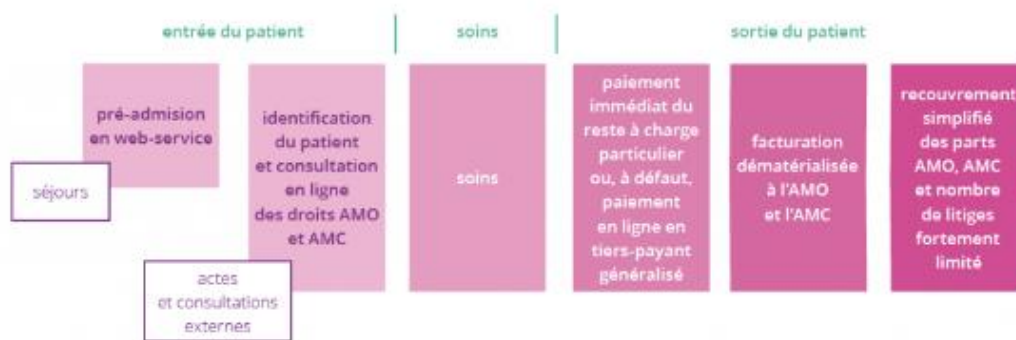 entrée du patient
soins
sortie du patient
pré-admision
en web-service
séjours
identification
du patient
et consultation
en ligne
des droits AMO
et AMC
actes
et consultations
externes
soins
paiement
immédiat du
reste à charge
particulier
ou, à défaut,
paiement
en ligne en
tiers-payant
généralisé
facturation
dématérialisée
à l'AMO
et l'AMC
recouvrement
simplifié
des parts
AMO, AMC
et nombre
de litiges
fortement
limité